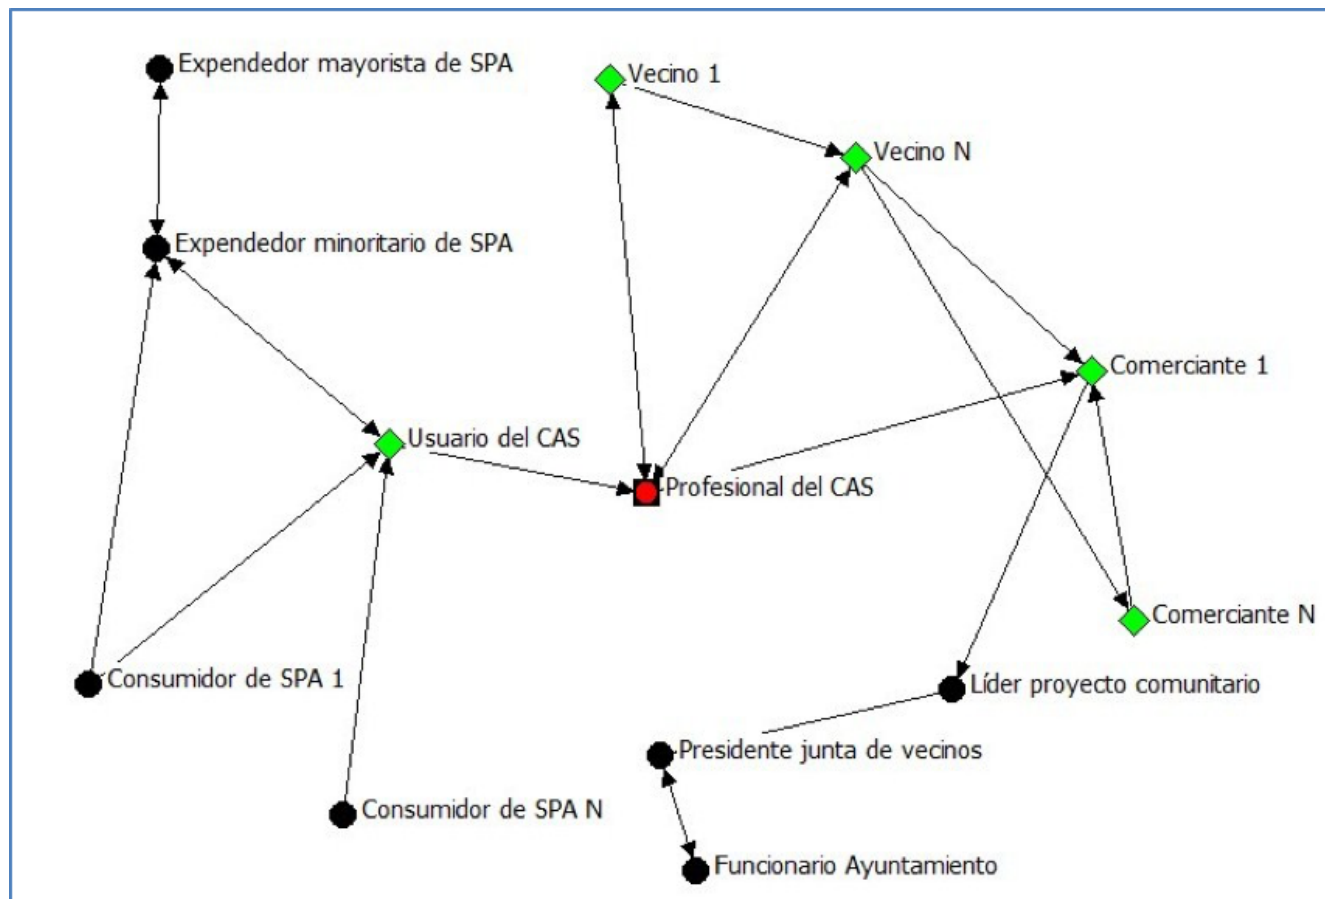 Expendedor mayorista de SPA
Vecino 1
Vecino N
Expendedor minoritario de SPA
Comerciante 1
Usuario del CAS
Profesional del CAS
Comerciante N
Consumidor de SPA 1
Líder proyecto comunitario
Presidente junta de vecinos
Consumidor de SPA N
Funcionario Ayuntamiento